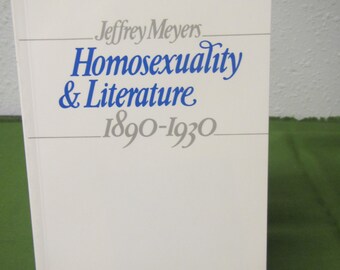 Jeffrey Meyers
Homosexuality
& Literature
1890-1930